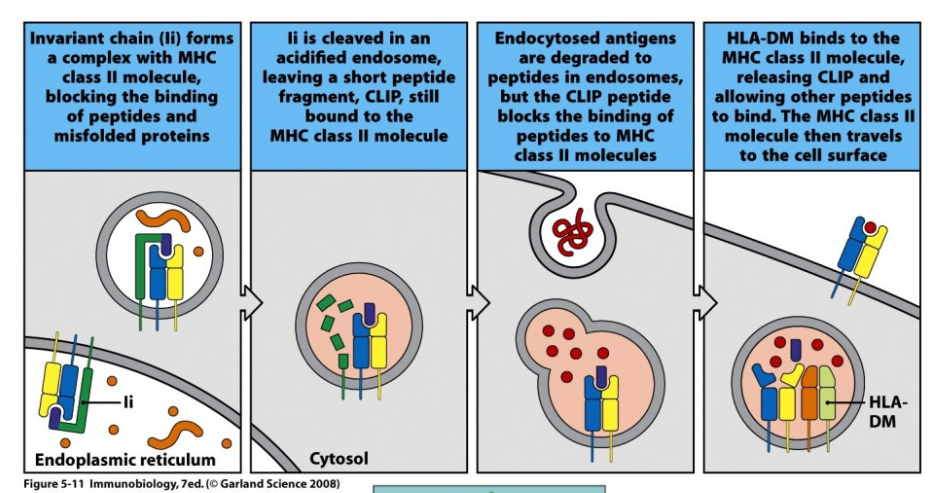 Invariant chain (Ii) forms
a complex with MHC
class II molecule,
blocking the binding
of peptides and
misfolded proteins
Ii is cleaved in an
acidified endosome,
leaving a short peptide
fragment, CLIP, still
bound to the
MHC class II molecule
Endocytosed antigens
are degraded to
peptides in endosomes,
but the CLIP peptide
blocks the binding of
peptides to MHC
class II molecules
HLA-DM binds to the
MHC class II molecule,
releasing CLIP and
allowing other peptides
to bind. The MHC class II
molecule then travels
to the cell surface
Ii
Endoplasmic reticulum
Cytosol
HLA-
DM
Figure 5-11 Immunobiology, 7ed. (© Garland Science 2008)